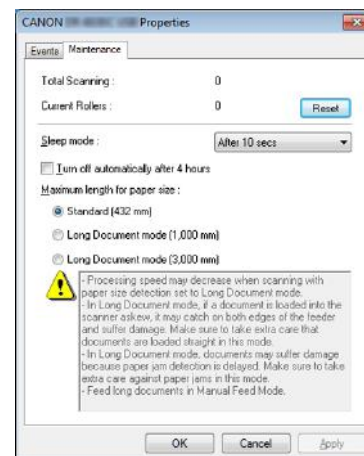 CANON Properties
Events Maintenance
Total Scanning : 0
Current Rollers : 0 Reset
Sleep mode : After 10 secs
Turn off automatically after 4 hours
Maximum length for paper size :
Standard (432 mm)
Long Document mode (1,000 mm)
Long Document mode (3,000 mm)
- Processing speed may decrease when scanning with
paper size detection set to Long Document mode.
- In Long Document mode, if a document is loaded into the
scanner askew, it may catch on both edges of the feeder
and suffer damage. Make sure to take extra care that
documents are loaded straight in this mode.
- In Long Document mode, documents may suffer damage
because paper jam detection is delayed. Make sure to take
extra care against paper jams in this mode.
- Feed long documents in Manual Feed Mode.
OK Cancel Apply